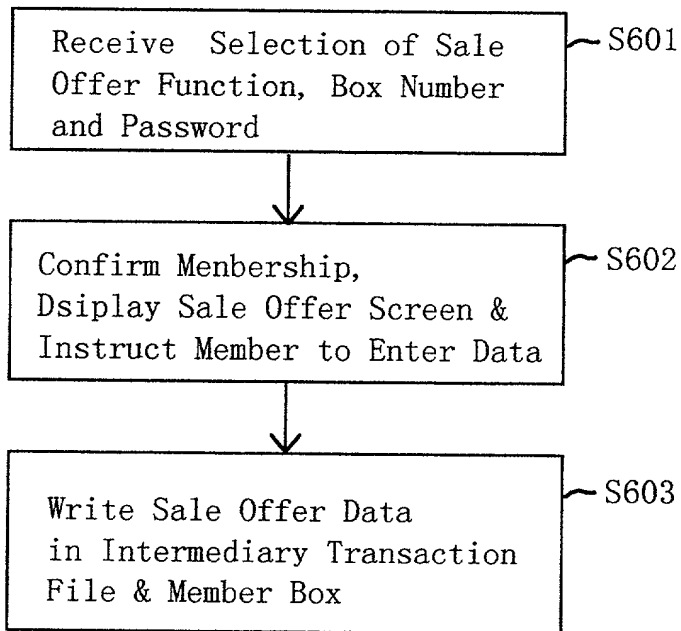 Receive Selection of Sale
Offer Function, Box Number
and Password
S601
Confirm Menbership,
Dsiplay Sale Offer Screen &
Instruct Member to Enter Data
S602
Write Sale Offer Data
in Intermediary Transaction
File & Member Box
S603